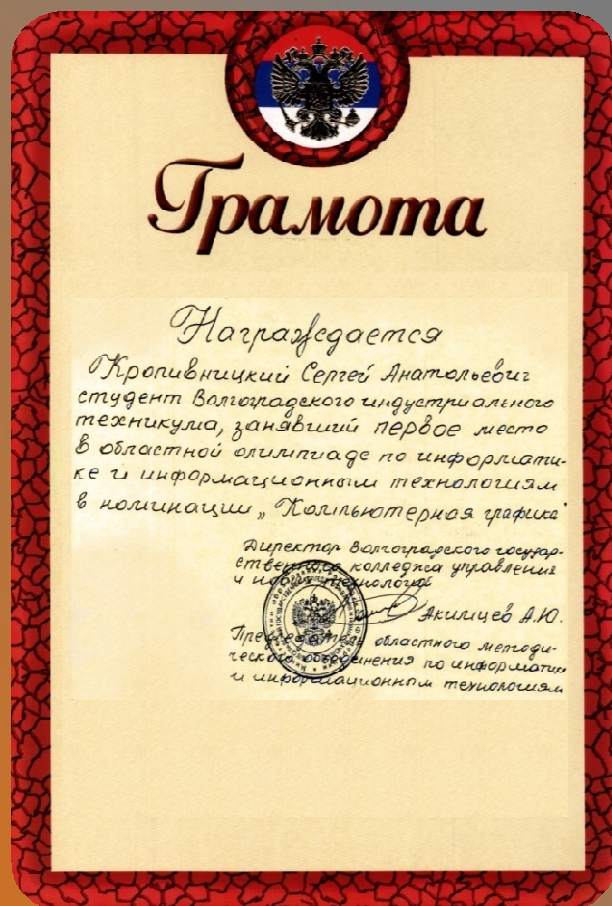 Грамота
Награждается
Кропивницкий Сергей Анатольевич
студент Волгоградского индустриального
техникума, занявший первое место
в областной олимпиаде по информати-
ке и информационным технологиям
в номинации „Компьютерная графика"
Директор Волгоградского государ-
ственного колледжа управления
и новых технологий
Акимцев А.Ю.
Председатель областного методи-
ческого объединения по информатике
и информационным технологиям